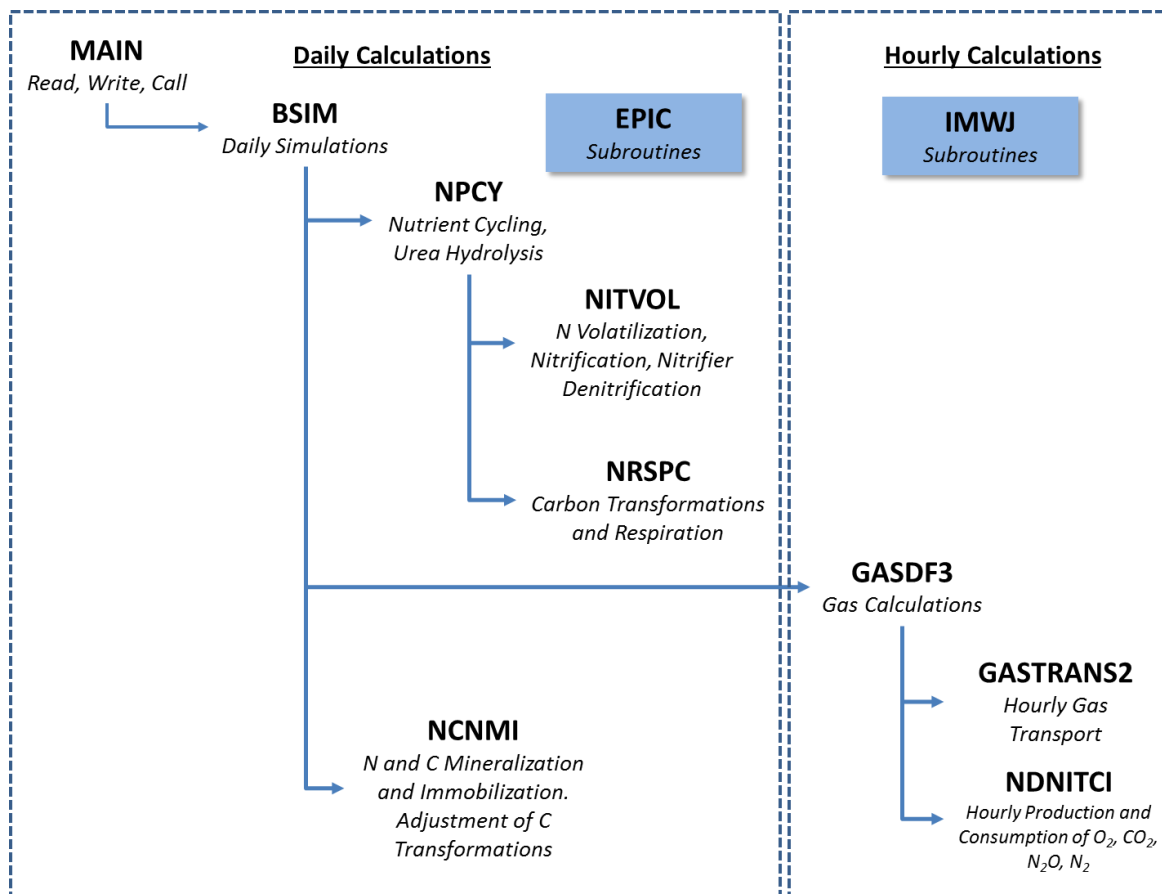 MAIN
Read, Write, Call
Daily Calculations
BSIM
Daily Simulations
EPIC
Subroutines
NPCY
Nutrient Cycling,
Urea Hydrolysis
NITVOL
N Volatilization,
Nitrification, Nitrifier
Denitrification
NRSPC
Carbon Transformations
and Respiration
NCNMI
N and C Mineralization
and Immobilization.
Adjustment of C
Transformations
Hourly Calculations
IMWJ
Subroutines
GASDF3
Gas Calculations
GASTRANS2
Hourly Gas
Transport
NDNITCI
Hourly Production and
Consumption of O₂, CO₂,
N₂O, N₂